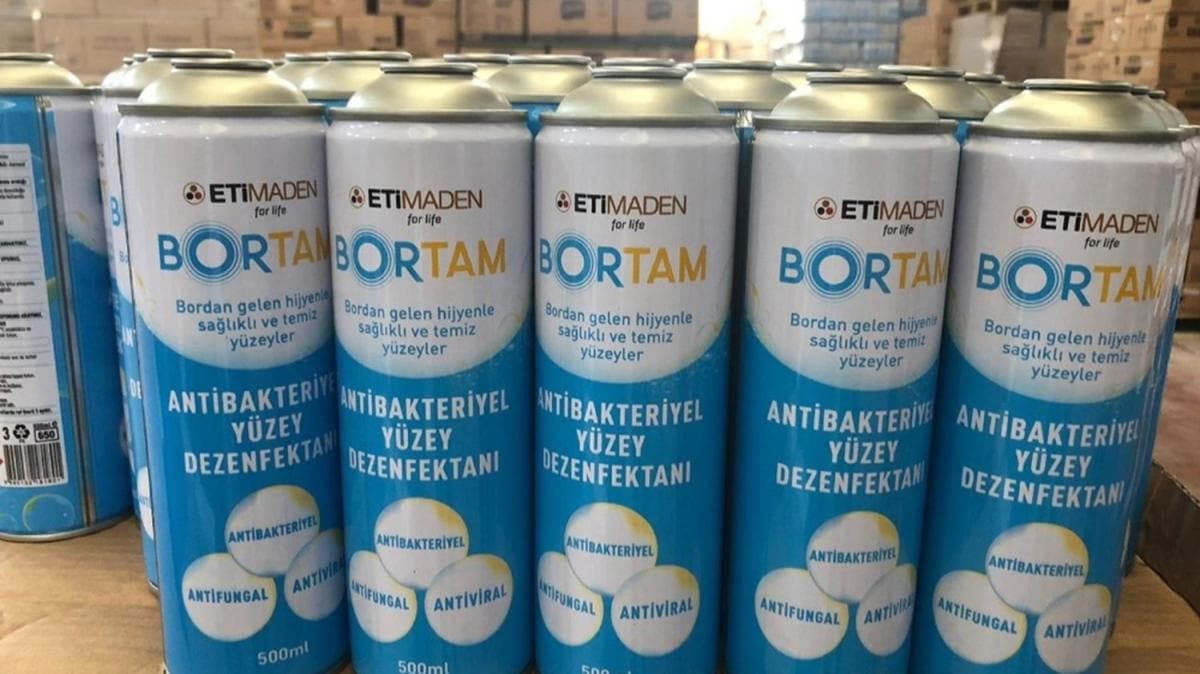 ETİMADEN
for life
BORTAM
Bordan gelen hijyenle
sağlıklı ve temiz
yüzeyler
ANTİBAKTERİYE
YÜZEY
DEZENFEKTAN
ANTİBAKTERİYEL
ANTİFUNGAL
ANTİVİRAL
500ml
ETİMADEN
for life
BORTAM
Bordan gelen hijyenle
sağlıklı ve temiz
yüzeyler
ANTİBAKTERİYEL
YÜZEY
DEZENFEKTANI
ANTİBAKTERİYEL
ANTİFUNGAL
ANTİVİRAL
500ml
ETİMADEN
for life
BORTAM
Bordan gelen hijyenle
sağlıklı ve temiz
yüzeyler
ANTİBAKTERİYEL
YÜZEY
DEZENFEKTANI
ANTİBAKTERİYEL
ANTİFUNGAL
ANTİVİRAL
ETİMADEN
for life
BORTAM
Bordan gelen hijyenle
sağlıklı ve temiz
yüzeyler
ANTİBAKTERİYEL
YÜZEY
DEZENFEKTANI
ANTİBAKTERİYEL
ANTİFUNGAL
ANTİVİRA
ETİMADEN
for life
BORTAM
Bordan gelen hijyenle
sağlıklı ve temiz
yüzeyler
ANTİBAKTERİYEL
YÜZEY
DEZENFEKTANI
ANTİBAKTERİYEL
ANTİFUNGAL
ANTİVİRAL
3
650